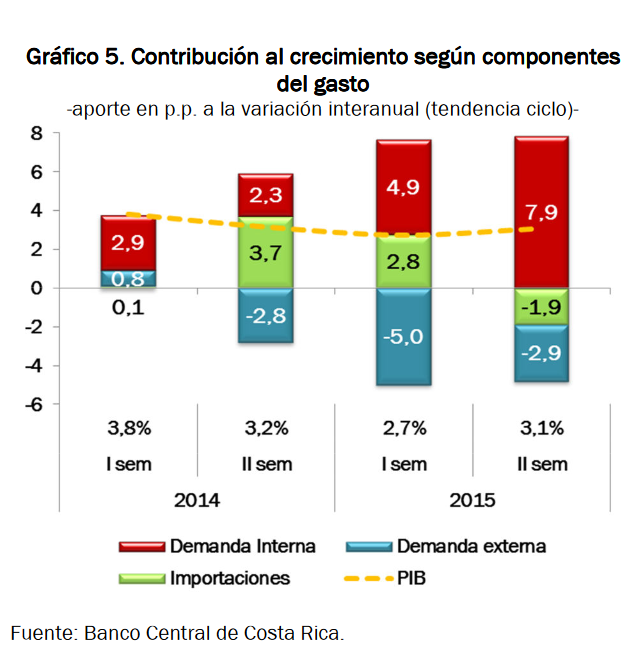 Gráfico 5. Contribución al crecimiento según componentes
del gasto
-aporte en p.p. a la variación interanual (tendencia ciclo)-
8
6
4
2
0
-2
-4
-6
2,9
0,8
0,1
2,3
3,7
-2,8
4,9
2,8
-5,0
7,9
-1,9
-2,9
3,8% 3,2% 2,7% 3,1%
I sem II sem I sem II sem
2014 2015
Demanda Interna Demanda externa
Importaciones PIB
Fuente: Banco Central de Costa Rica.